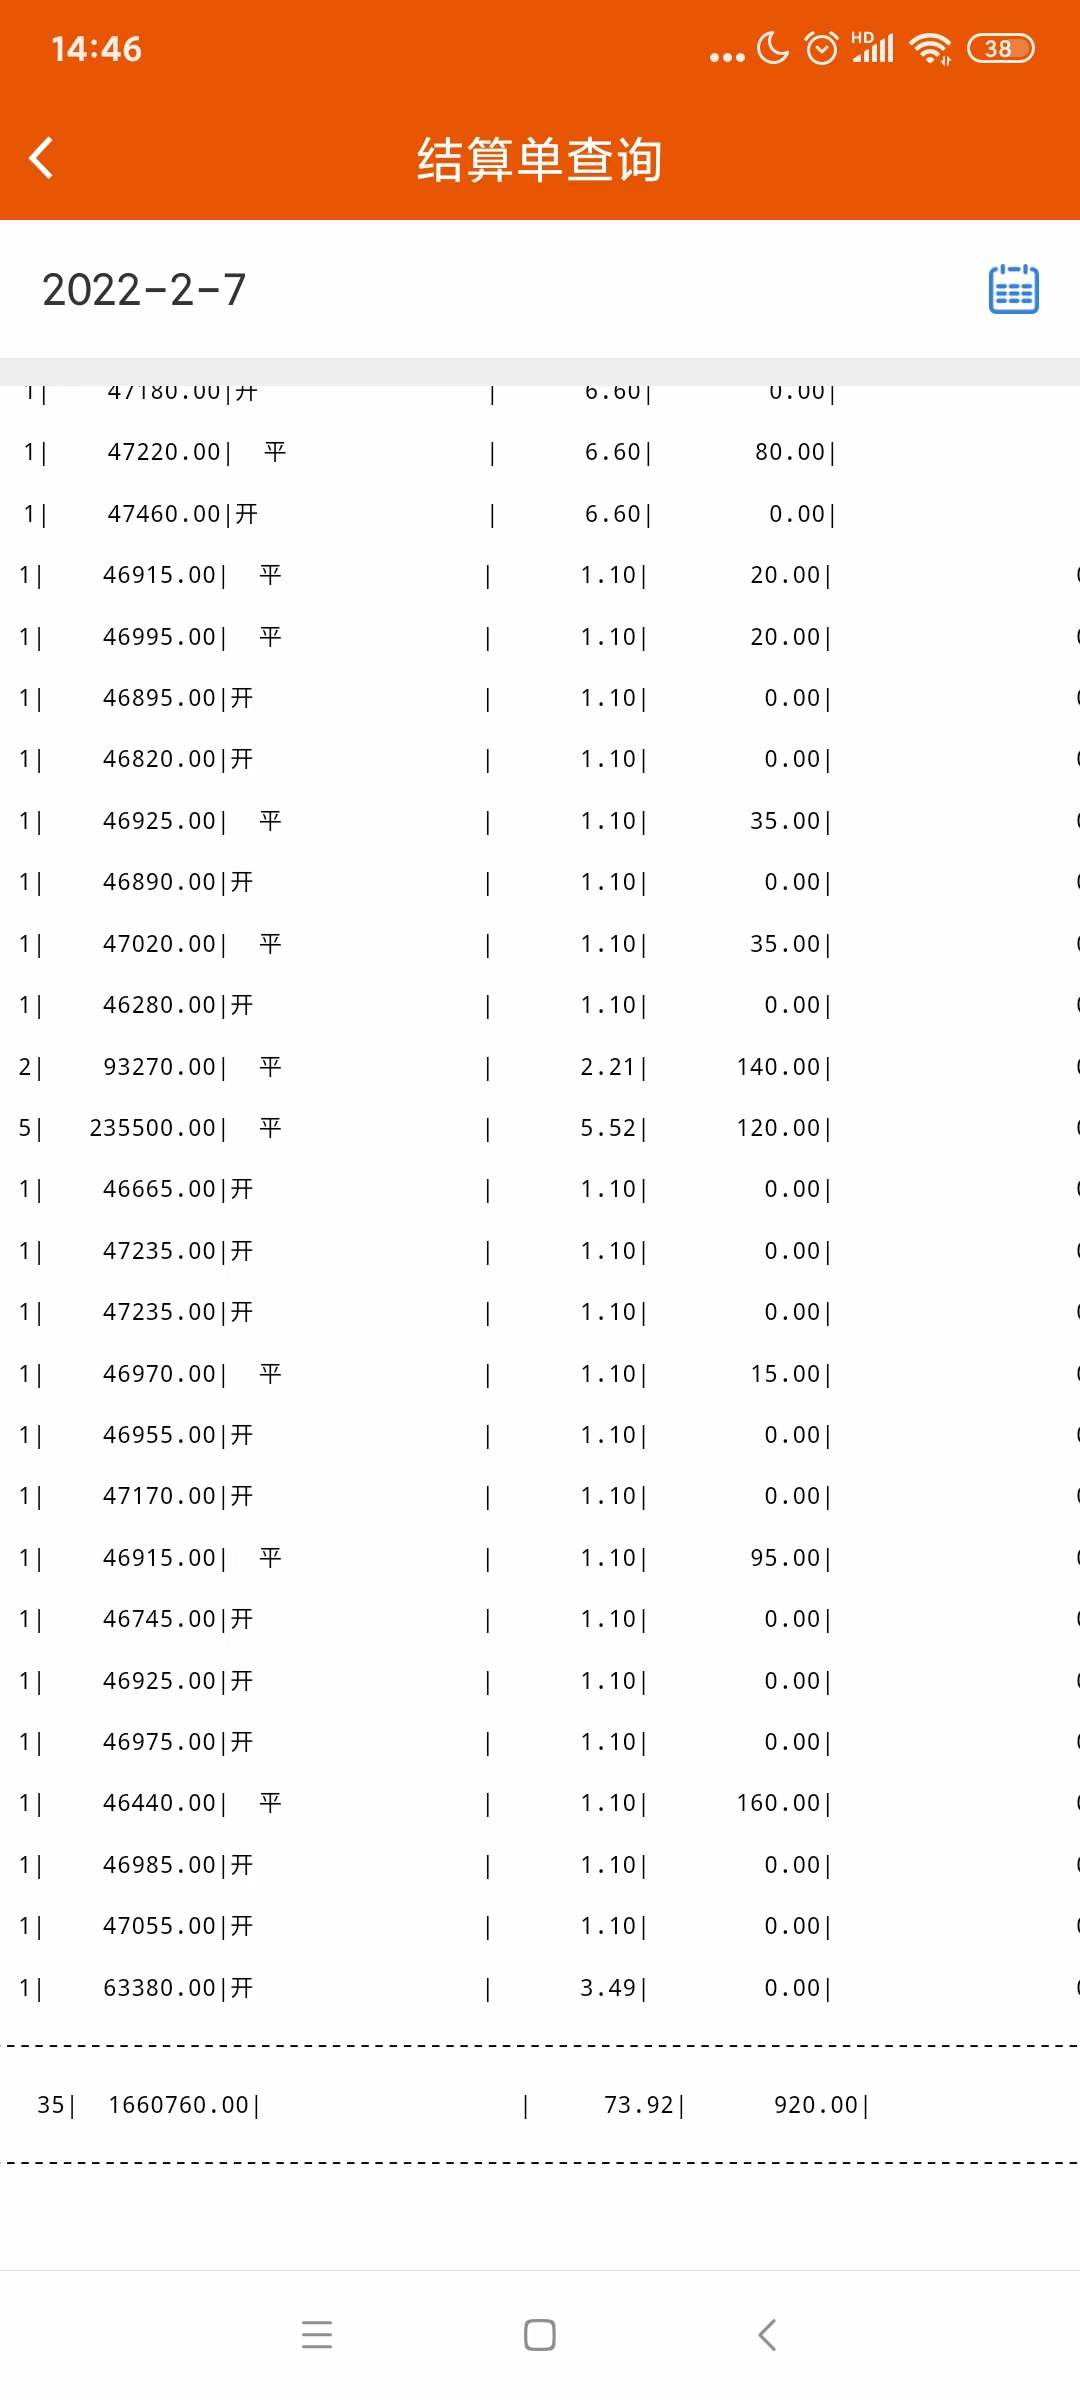 14:46
HD
38
结算单查询
2022-2-7
1| 47180.00|开 | 6.60| 0.00|
1| 47220.00| 平 | 6.60| 80.00|
1| 47460.00|开 | 6.60| 0.00|
1| 46915.00| 平 | 1.10| 20.00|
1| 46995.00| 平 | 1.10| 20.00|
1| 46895.00|开 | 1.10| 0.00|
1| 46820.00|开 | 1.10| 0.00|
1| 46925.00| 平 | 1.10| 35.00|
1| 46890.00|开 | 1.10| 0.00|
1| 47020.00| 平 | 1.10| 35.00|
1| 46280.00|开 | 1.10| 0.00|
2| 93270.00| 平 | 2.21| 140.00|
5| 235500.00| 平 | 5.52| 120.00|
1| 46665.00|开 | 1.10| 0.00|
1| 47235.00|开 | 1.10| 0.00|
1| 47235.00|开 | 1.10| 0.00|
1| 46970.00| 平 | 1.10| 15.00|
1| 46955.00|开 | 1.10| 0.00|
1| 47170.00|开 | 1.10| 0.00|
1| 46915.00| 平 | 1.10| 95.00|
1| 46745.00|开 | 1.10| 0.00|
1| 46925.00|开 | 1.10| 0.00|
1| 46975.00|开 | 1.10| 0.00|
1| 46440.00| 平 | 1.10| 160.00|
1| 46985.00|开 | 1.10| 0.00|
1| 47055.00|开 | 1.10| 0.00|
1| 63380.00|开 | 3.49| 0.00|
35| 1660760.00| | 73.92| 920.00|